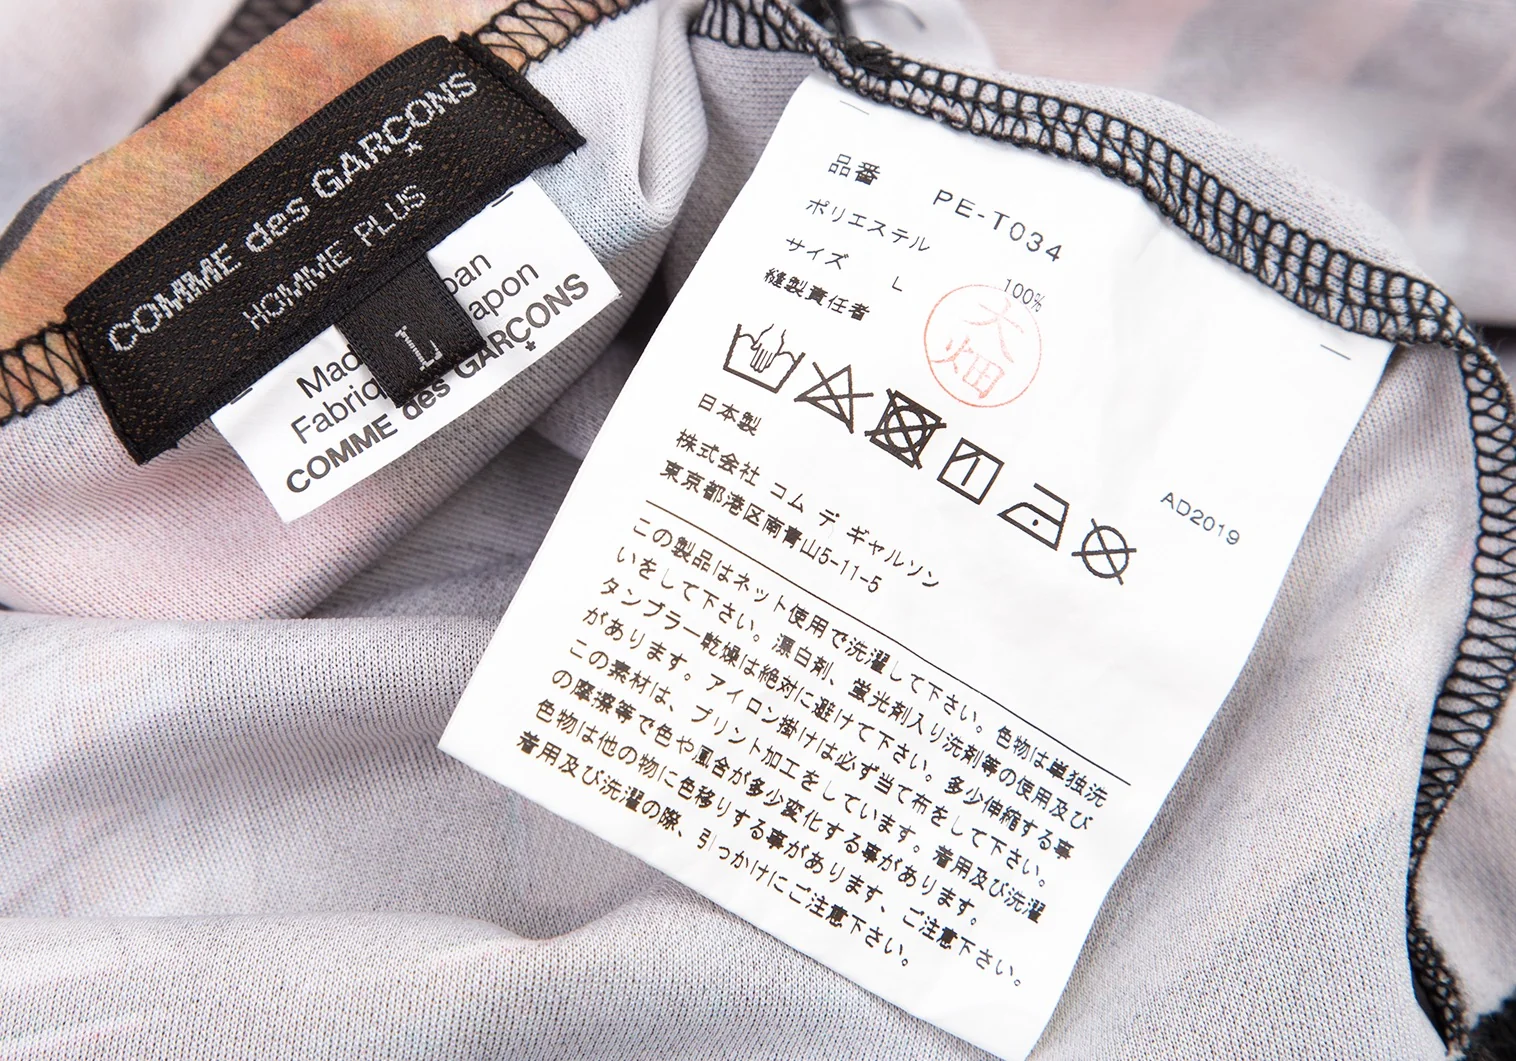 COMME des GARÇONS
HOMME PLUS
L
COMME des GARÇONS
品番 PE-T034
ポリエステル 100%
サイズ L
縫製責任者
大畑
日本製
AD2019
株式会社 コム デ ギャルソン
東京都港区南青山5-11-5
この製品はネット使用で洗濯して下さい。色物は単独洗
いをして下さい。漂白剤、蛍光剤入り洗剤等の使用及び
タンブラー乾燥は絶対に避けて下さい。多少伸縮する事
があります。アイロン掛けは必ず当て布をして下さい。
この素材は、プリント加工をしています。着用及び洗濯
の摩擦等で色や風合が多少変化する事があります。
色物は他の物に色移りする事があります、ご注意下さい。
着用及び洗濯の際、引っかけにご注意下さい。